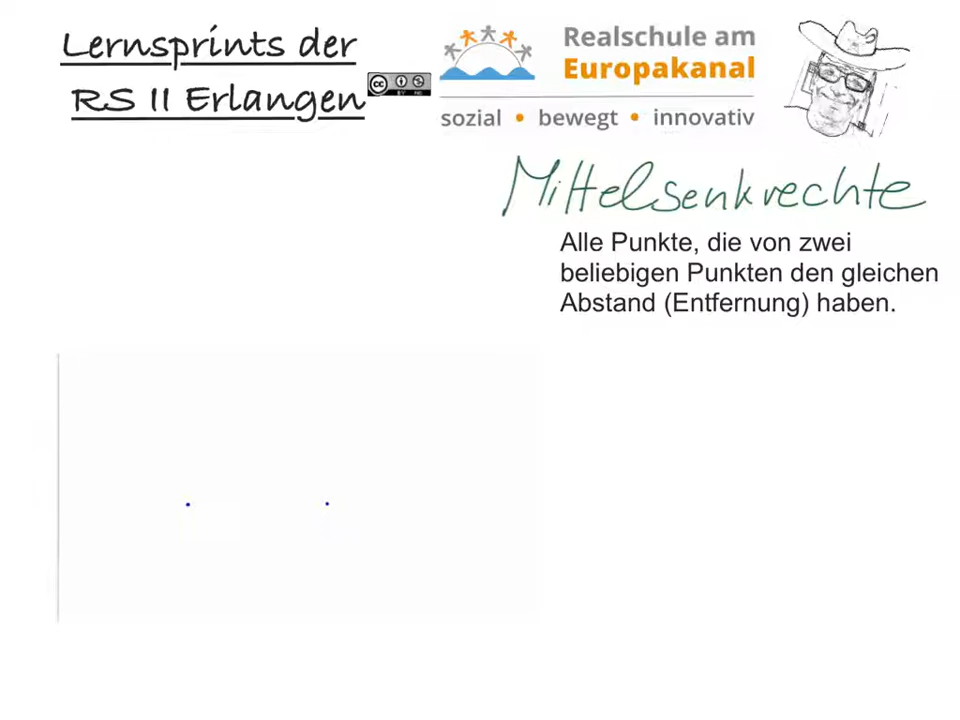 Lernsprints der
RS II Erlangen
Realschule am
Europakanal
sozial • bewegt • innovativ
Mittelsenkrechte
Alle Punkte, die von zwei
beliebigen Punkten den gleichen
Abstand (Entfernung) haben.